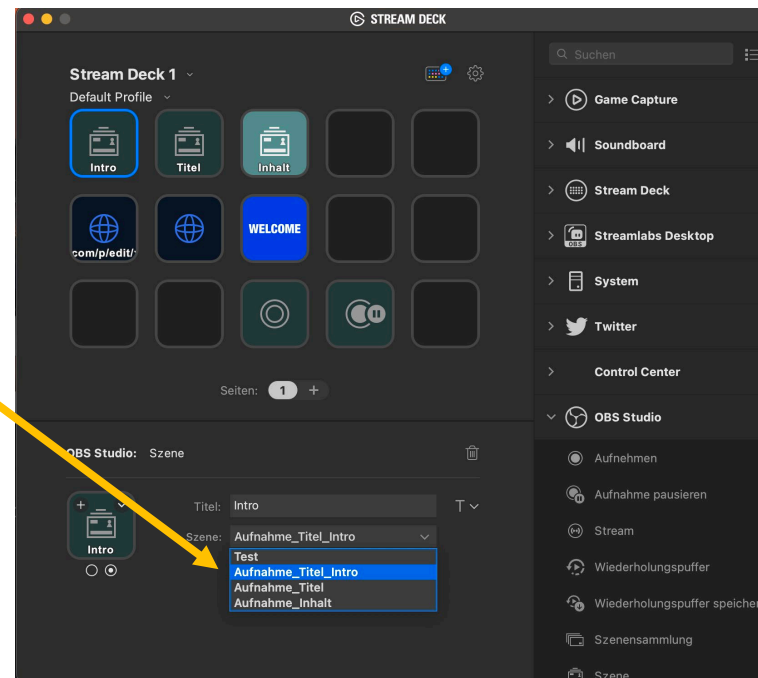 STREAM DECK
Stream Deck 1
Default Profile
Intro
Titel
Inhalt
com/p/edit/
WELCOME
Seiten: 1 +
OBS Studio: Szene
Titel: Intro
T
Szene: Aufnahme_Titel_Intro
Test
Aufnahme_Titel_Intro
Aufnahme_Titel
Aufnahme_Inhalt
Intro
Suchen
Game Capture
Soundboard
Stream Deck
OBS
Streamlabs Desktop
System
Twitter
Control Center
OBS Studio
Aufnehmen
Aufnahme pausieren
Stream
Wiederholungspuffer
Wiederholungspuffer speicher
Szenensammlung
Szene